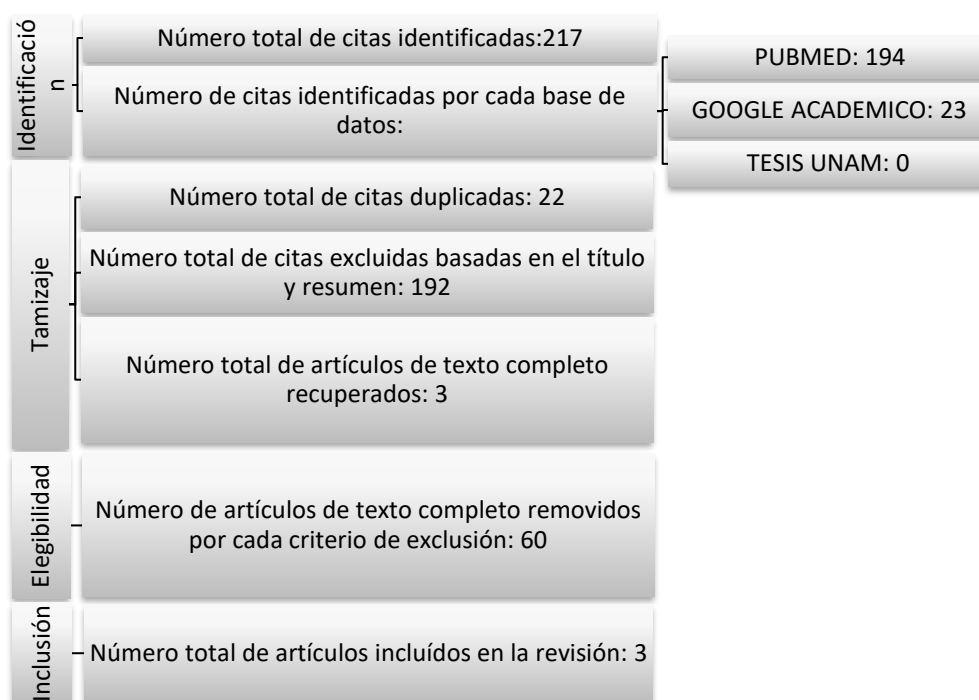 Identificació
n
Número total de citas identificadas:217
Número de citas identificadas por cada base de
datos:
PUBMED: 194
GOOGLE ACADEMICO: 23
TESIS UNAM: 0
Tamizaje
Número total de citas duplicadas: 22
Número total de citas excluidas basadas en el título
y resumen: 192
Número total de artículos de texto completo
recuperados: 3
Elegibilidad
Número de artículos de texto completo removidos
por cada criterio de exclusión: 60
Inclusión
Número total de artículos incluídos en la revisión: 3